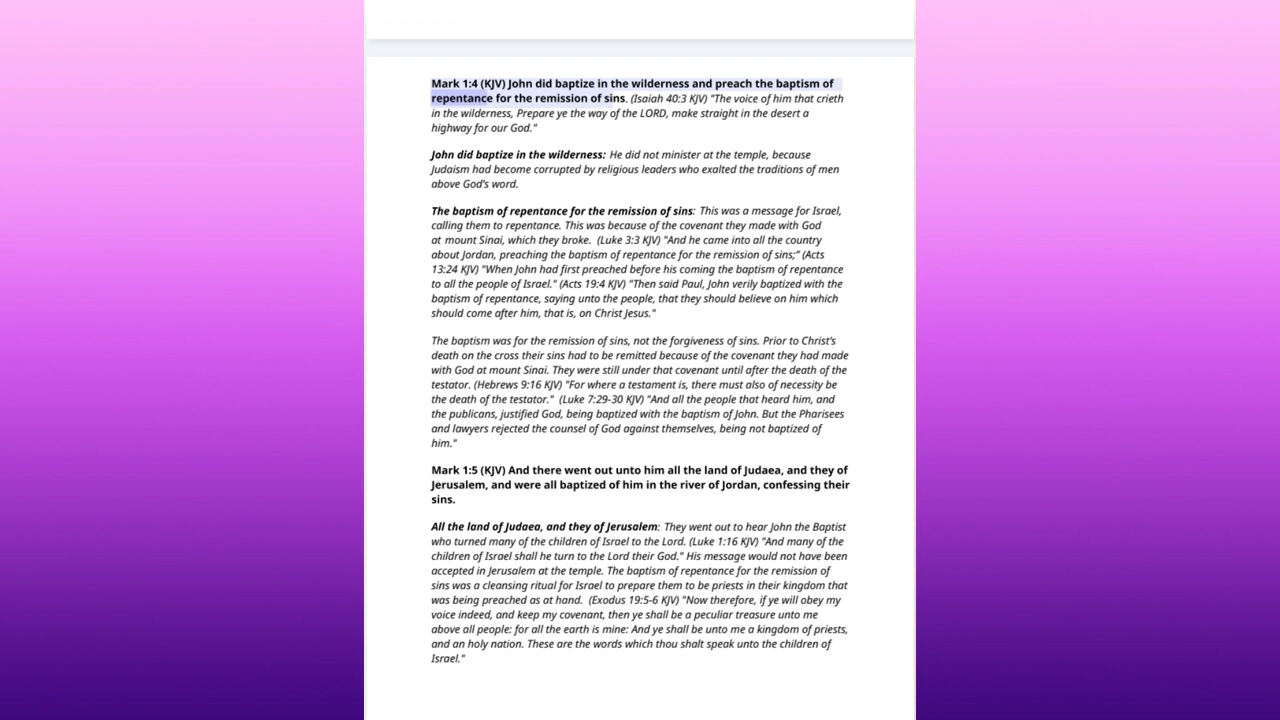 Mark 1:4 (KJV) John did baptize in the wilderness and preach the baptism of
repentance for the remission of sins. (Isaiah 40:3 KJV) "The voice of him that crieth
in the wilderness, Prepare ye the way of the LORD, make straight in the desert a
highway for our God."
John did baptize in the wilderness: He did not minister at the temple, because
Judaism had become corrupted by religious leaders who exalted the traditions of men
above God's word.
The baptism of repentance for the remission of sins: This was a message for Israel,
calling them to repentance. This was because of the covenant they made with God
at mount Sinai, which they broke. (Luke 3:3 KJV) "And he came into all the country
about Jordan, preaching the baptism of repentance for the remission of sins;" (Acts
13:24 KJV) "When John had first preached before his coming the baptism of repentance
to all the people of Israel." (Acts 19:4 KJV) "Then said Paul, John verily baptized with the
baptism of repentance, saying unto the people, that they should believe on him which
should come after him, that is, on Christ Jesus."
The baptism was for the remission of sins, not the forgiveness of sins. Prior to Christ's
death on the cross their sins had to be remitted because of the covenant they had made
with God at mount Sinai. They were still under that covenant until after the death of the
testator. (Hebrews 9:16 KJV) "For where a testament is, there must also of necessity be
the death of the testator." (Luke 7:29-30 KJV) "And all the people that heard him, and
the publicans, justified God, being baptized with the baptism of John. But the Pharisees
and lawyers rejected the counsel of God against themselves, being not baptized of
him."
Mark 1:5 (KJV) And there went out unto him all the land of Judaea, and they of
Jerusalem, and were all baptized of him in the river of Jordan, confessing their
sins.
All the land of Judaea, and they of Jerusalem: They went out to hear John the Baptist
who turned many of the children of Israel to the Lord. (Luke 1:16 KJV) "And many of the
children of Israel shall he turn to the Lord their God." His message would not have been
accepted in Jerusalem at the temple. The baptism of repentance for the remission of
sins was a cleansing ritual for Israel to prepare them to be priests in their kingdom that
was being preached as at hand. (Exodus 19:5-6 KJV) "Now therefore, if ye will obey my
voice indeed, and keep my covenant, then ye shall be a peculiar treasure unto me
above all people: for all the earth is mine: And ye shall be unto me a kingdom of priests,
and an holy nation. These are the words which thou shalt speak unto the children of
Israel."